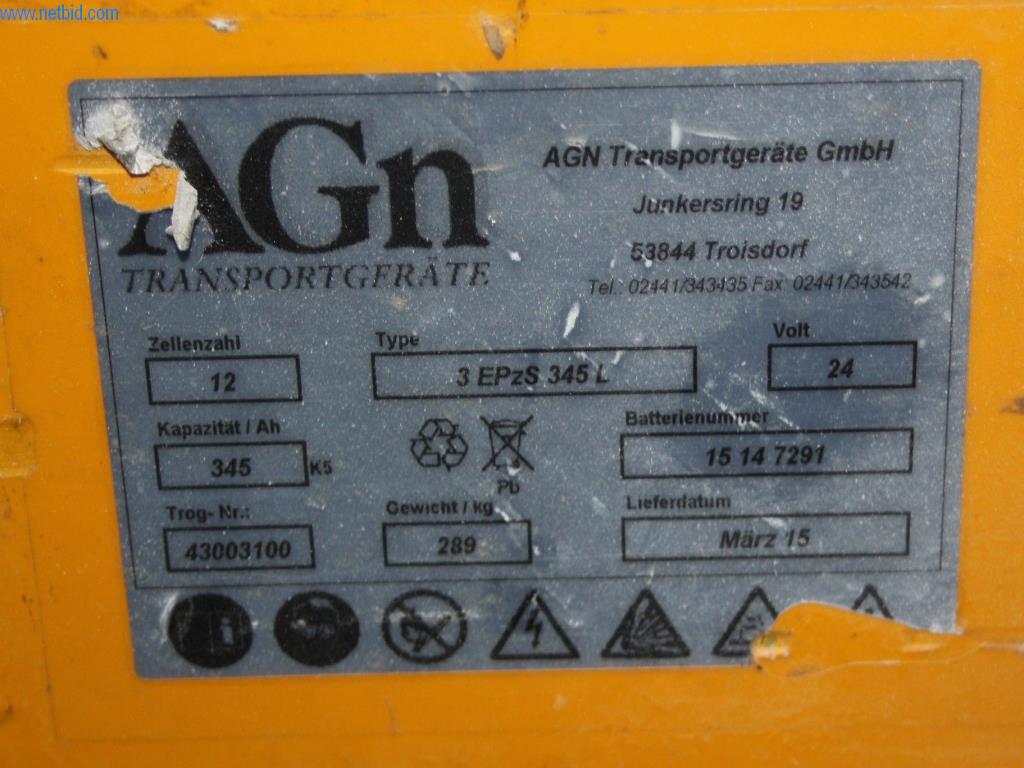 www.netbid.com
AGn
TRANSPORTGERÄTE
AGN Transportgeräte GmbH
Junkersring 19
53844 Troisdorf
Tel.: 02441/343435 Fax 02441/343542
Zellenzahl
12
Type
3 EPzS 345 L
Volt
24
Kapazität / Ah
345 K5
Pb
Batterienummer
15 14 7291
Trog- Nr.:
43003100
Gewicht / kg
289
Lieferdatum
März 15